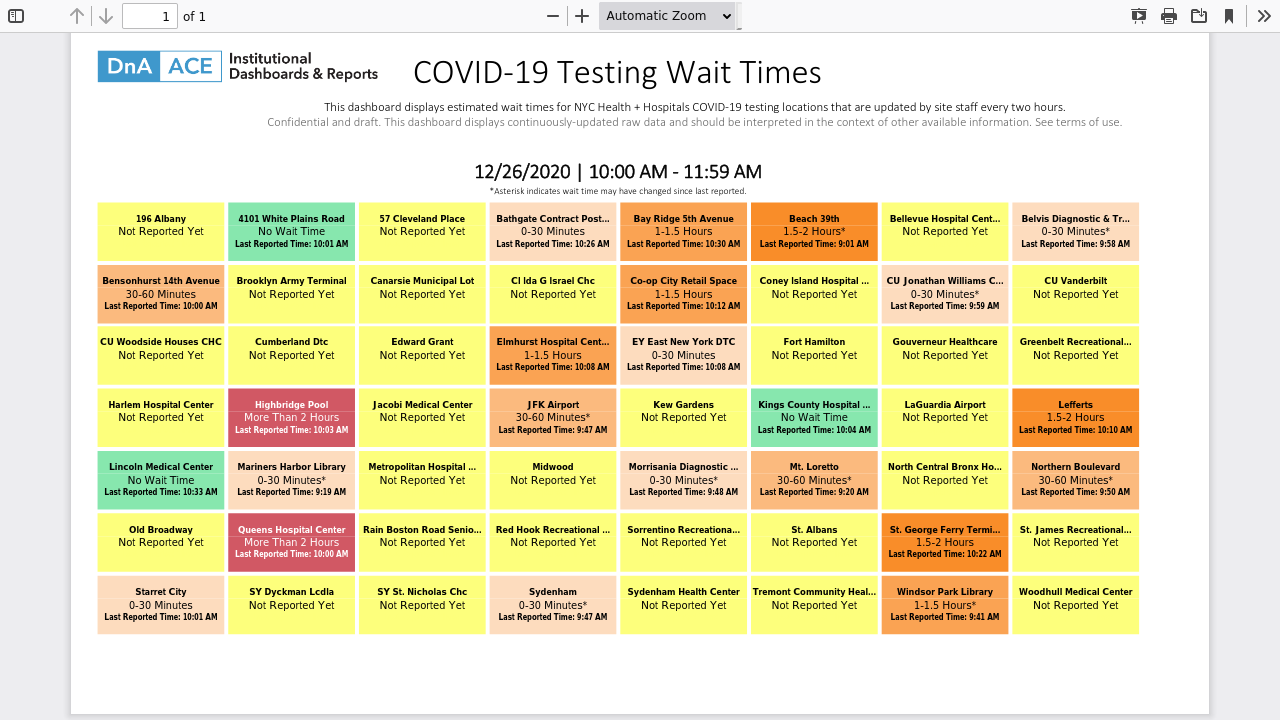 1 of 1 Automatic Zoom
DnA ACE Institutional
Dashboards & Reports
COVID-19 Testing Wait Times
This dashboard displays estimated wait times for NYC Health + Hospitals COVID-19 testing locations that are updated by site staff every two hours.
Confidential and draft. This dashboard displays continuously-updated raw data and should be interpreted in the context of other available information. See terms of use.
12/26/2020 | 10:00 AM - 11:59 AM
*Asterisk indicates wait time may have changed since last reported.
196 Albany
Not Reported Yet
4101 White Plains Road
No Wait Time
Last Reported Time: 10:01 AM
57 Cleveland Place
Not Reported Yet
Bathgate Contract Post...
0-30 Minutes
Last Reported Time: 10:26 AM
Bay Ridge 5th Avenue
1-1.5 Hours
Last Reported Time: 10:30 AM
Beach 39th
1.5-2 Hours*
Last Reported Time: 9:01 AM
Bellevue Hospital Cent...
Not Reported Yet
Belvis Diagnostic & Tr...
0-30 Minutes*
Last Reported Time: 9:58 AM
Bensonhurst 14th Avenue
30-60 Minutes
Last Reported Time: 10:00 AM
Brooklyn Army Terminal
Not Reported Yet
Canarsie Municipal Lot
Not Reported Yet
CI Ida G Israel Chc
Not Reported Yet
Co-op City Retail Space
1-1.5 Hours
Last Reported Time: 10:12 AM
Coney Island Hospital ...
Not Reported Yet
CU Jonathan Williams C...
0-30 Minutes*
Last Reported Time: 9:59 AM
CU Vanderbilt
Not Reported Yet
CU Woodside Houses CHC
Not Reported Yet
Cumberland Dtc
Not Reported Yet
Edward Grant
Not Reported Yet
Elmhurst Hospital Cent...
1-1.5 Hours
Last Reported Time: 10:08 AM
EY East New York DTC
0-30 Minutes
Last Reported Time: 10:08 AM
Fort Hamilton
Not Reported Yet
Gouverneur Healthcare
Not Reported Yet
Greenbelt Recreational...
Not Reported Yet
Harlem Hospital Center
Not Reported Yet
Highbridge Pool
More Than 2 Hours
Last Reported Time: 10:03 AM
Jacobi Medical Center
Not Reported Yet
JFK Airport
30-60 Minutes*
Last Reported Time: 9:47 AM
Kew Gardens
Not Reported Yet
Kings County Hospital ...
No Wait Time
Last Reported Time: 10:04 AM
LaGuardia Airport
Not Reported Yet
Lefferts
1.5-2 Hours
Last Reported Time: 10:10 AM
Lincoln Medical Center
No Wait Time
Last Reported Time: 10:33 AM
Mariners Harbor Library
0-30 Minutes*
Last Reported Time: 9:19 AM
Metropolitan Hospital ...
Not Reported Yet
Midwood
Not Reported Yet
Morrisania Diagnostic ...
0-30 Minutes*
Last Reported Time: 9:48 AM
Mt. Loretto
30-60 Minutes*
Last Reported Time: 9:20 AM
North Central Bronx Ho...
Not Reported Yet
Northern Boulevard
30-60 Minutes*
Last Reported Time: 9:50 AM
Old Broadway
Not Reported Yet
Queens Hospital Center
More Than 2 Hours
Last Reported Time: 10:00 AM
Rain Boston Road Senio...
Not Reported Yet
Red Hook Recreational ...
Not Reported Yet
Sorrentino Recreationa...
Not Reported Yet
St. Albans
Not Reported Yet
St. George Ferry Termi...
1.5-2 Hours
Last Reported Time: 10:22 AM
St. James Recreational...
Not Reported Yet
Starret City
0-30 Minutes
Last Reported Time: 10:01 AM
SY Dyckman Lcdla
Not Reported Yet
SY St. Nicholas Chc
Not Reported Yet
Sydenham
0-30 Minutes*
Last Reported Time: 9:47 AM
Sydenham Health Center
Not Reported Yet
Tremont Community Heal...
Not Reported Yet
Windsor Park Library
1-1.5 Hours*
Last Reported Time: 9:41 AM
Woodhull Medical Center
Not Reported Yet